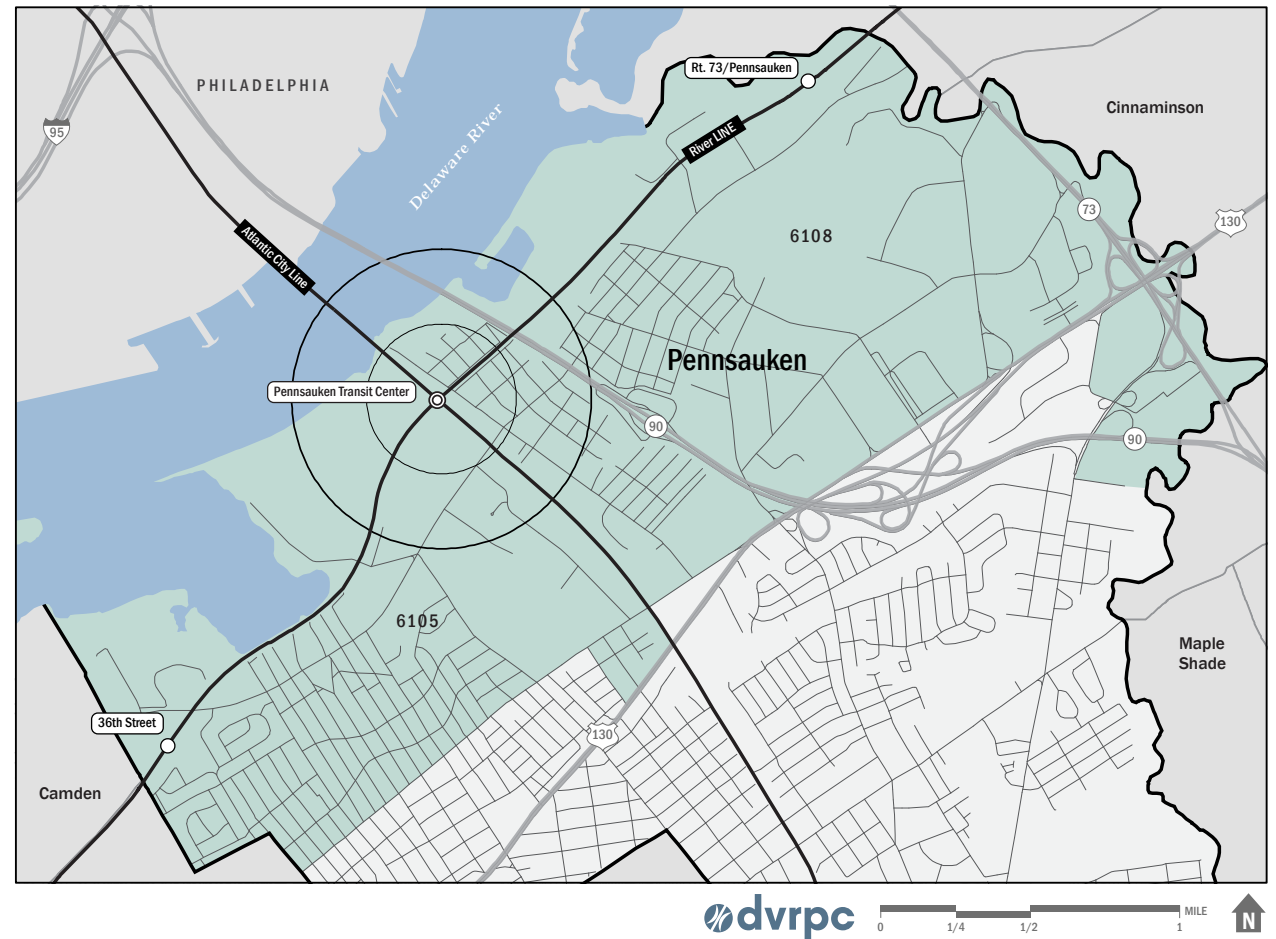 Rt. 73/Pennsauken
PHILADELPHIA
Cinnaminson
95
River LINE
Delaware River
73
130
6108
Atlantic City Line
Pennsauken
Pennsauken Transit Center
90
90
6105
Maple
Shade
36th Street
130
Camden
dvrpc
0 1/4 1/2 1 MILE
N